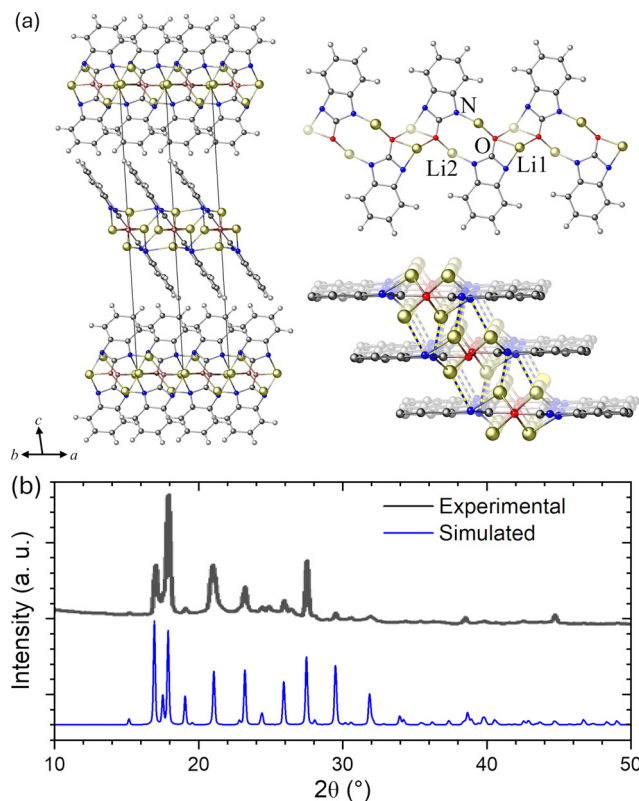 (a)
N
O
Li2
Li1
c
b
a
(b)
Experimental
Simulated
Intensity (a. u.)
10
20
30
40
50
2θ (°)